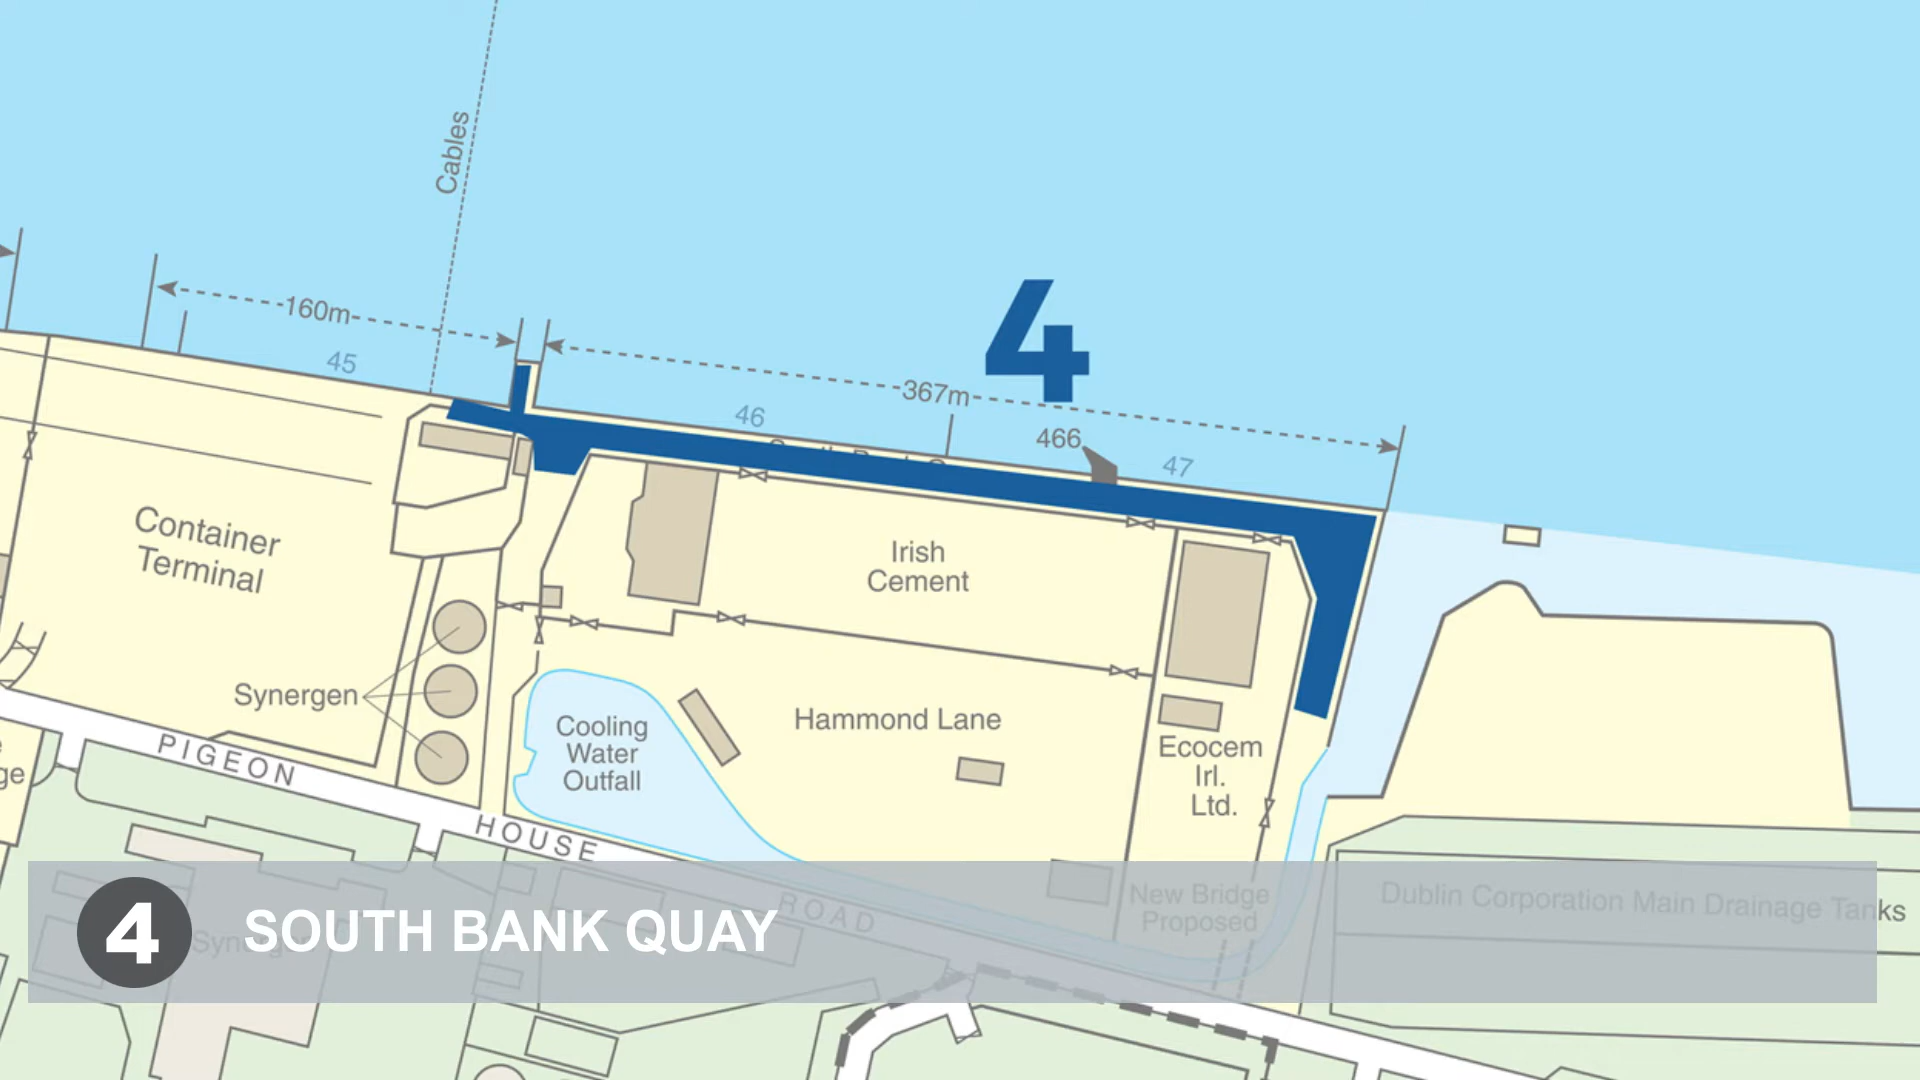 Cables
160m
45
4
367m
46
466
47
Container
Terminal
Irish
Cement
Synergen
Cooling
Water
Outfall
Hammond Lane
Ecocem
Irl.
Ltd.
PIGEON
HOUSE
ROAD
New Bridge
Proposed
Dublin Corporation Main Drainage Tanks
4
SOUTH BANK QUAY